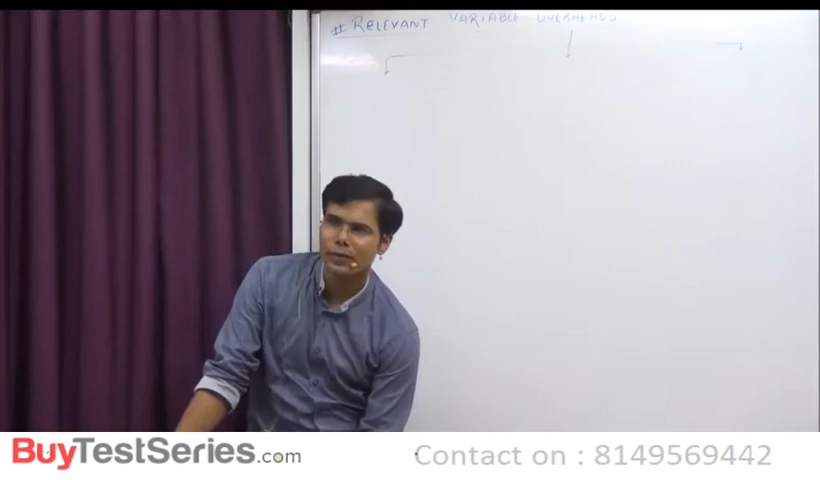 # RELEVANT VARIABLE OVERHEADS
BuyTestSeries.com
Contact on : 8149569442